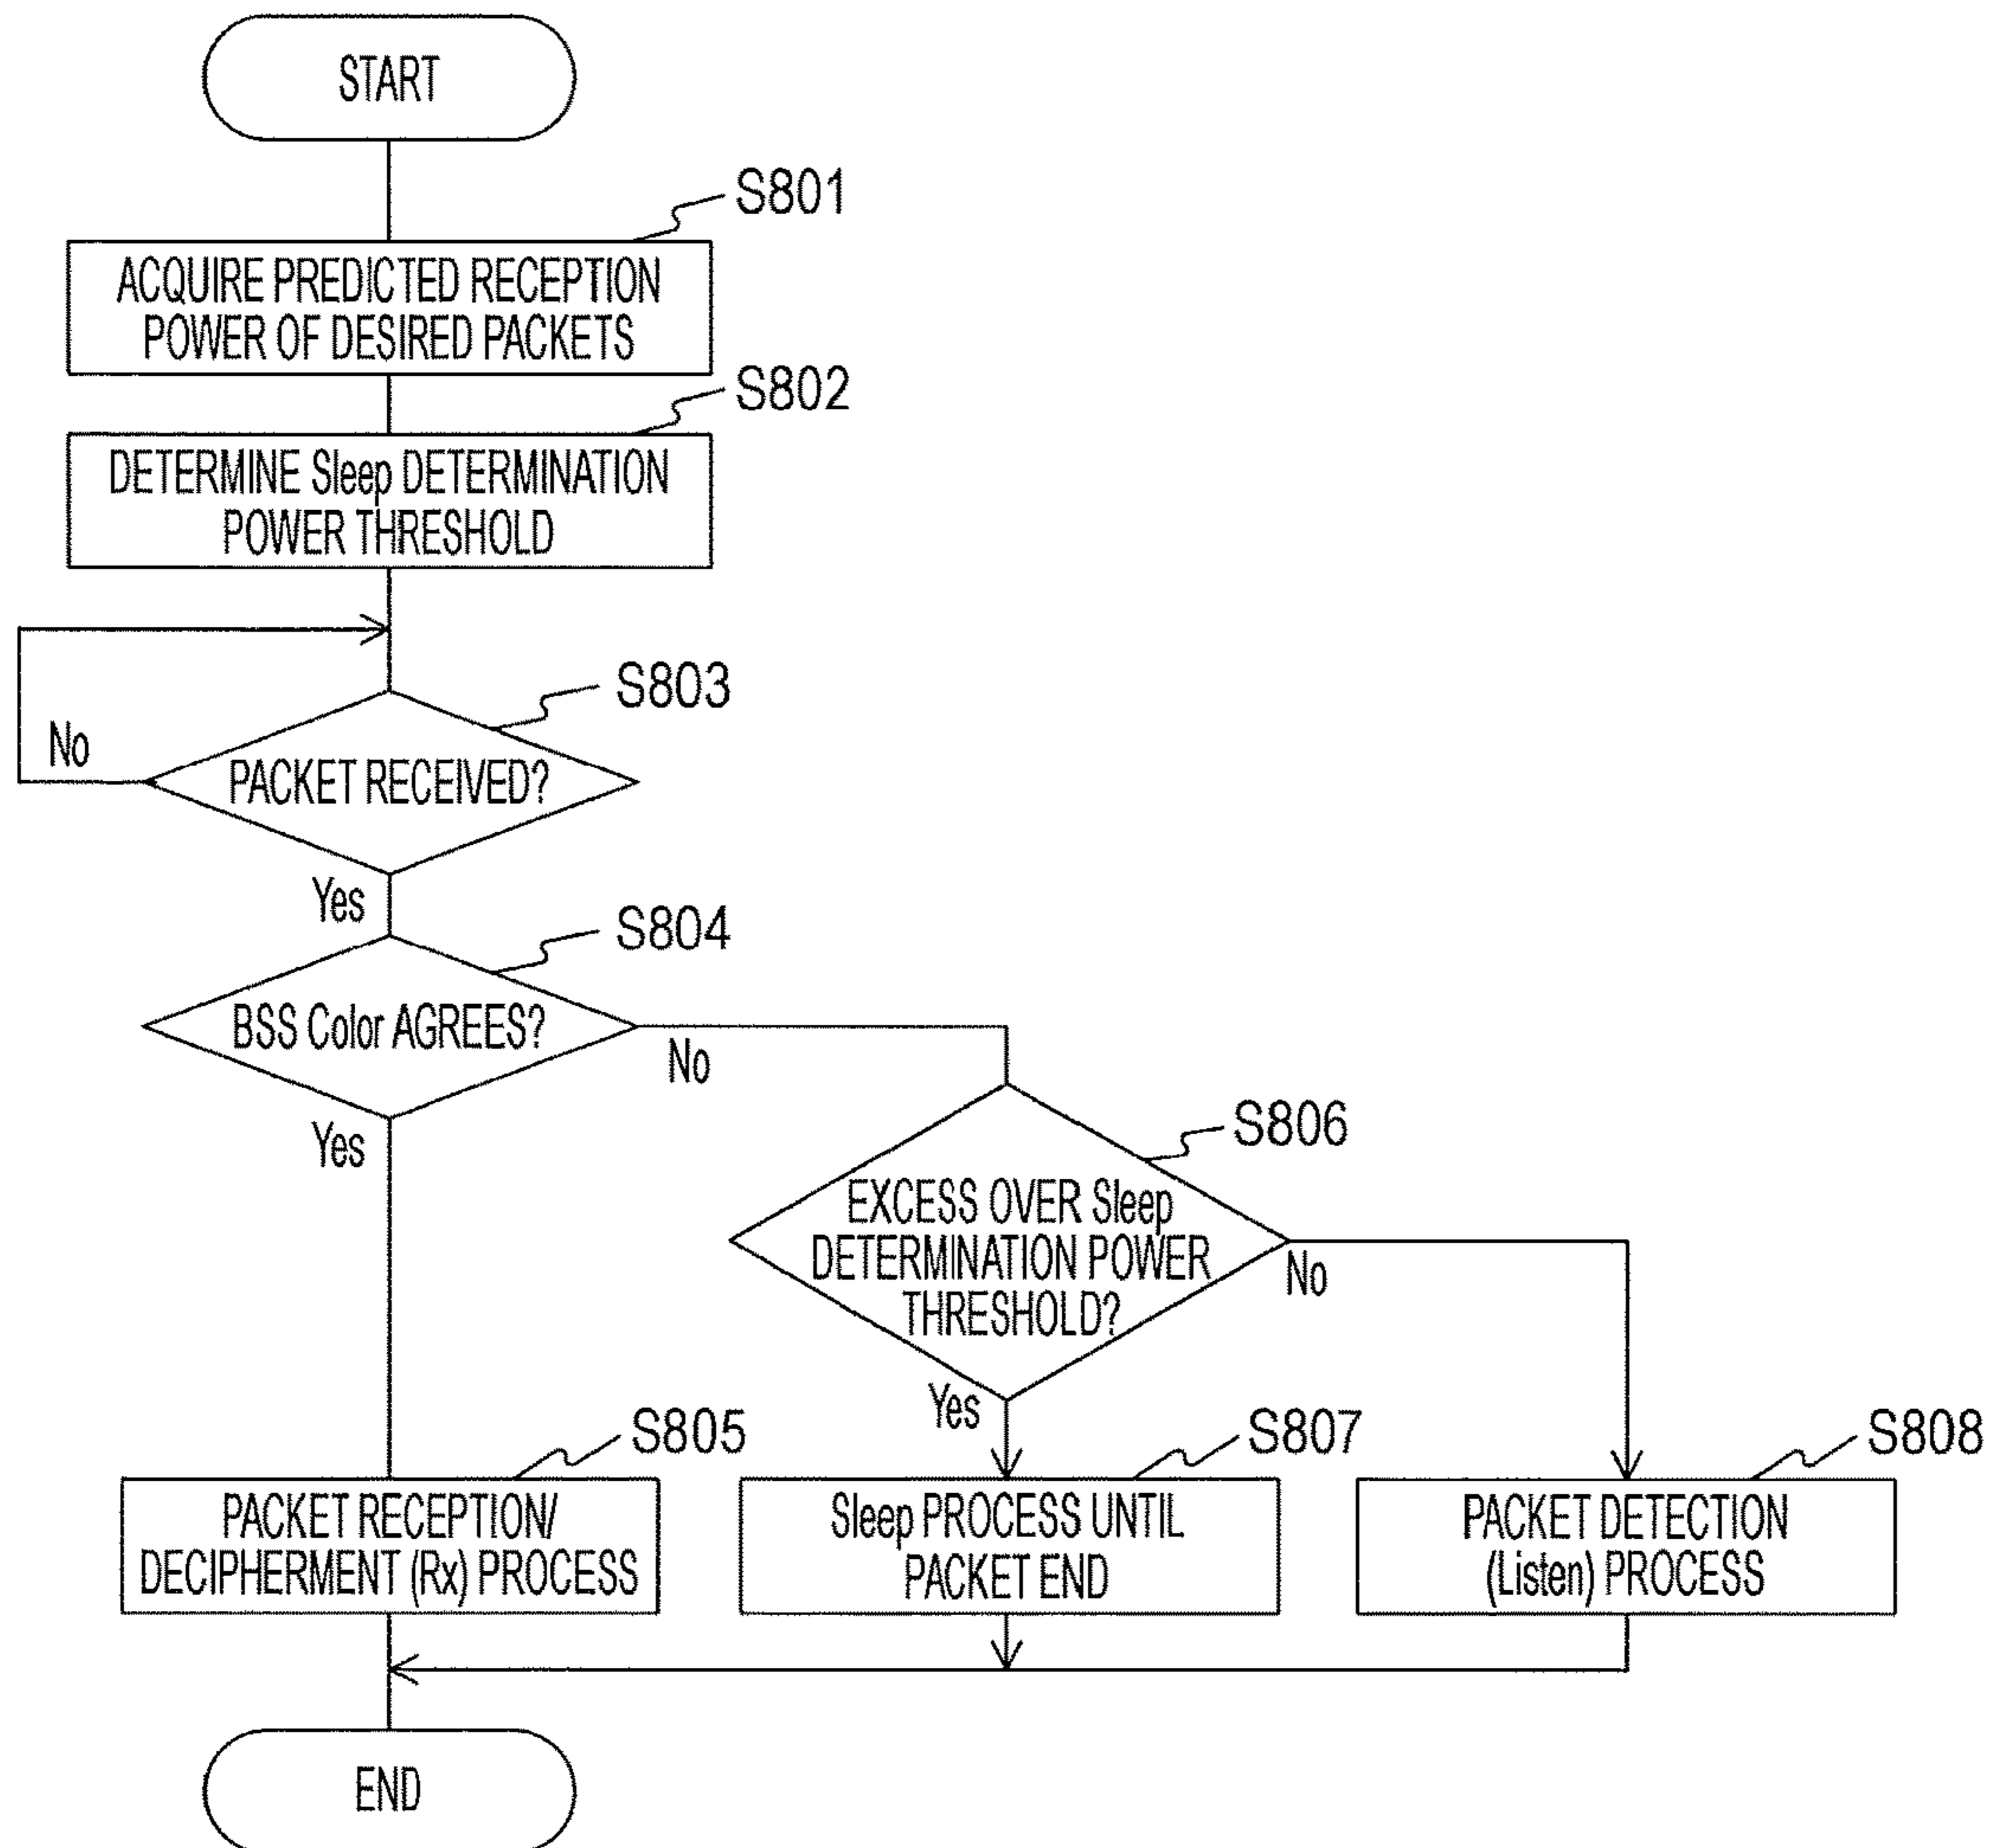 START
S801
ACQUIRE PREDICTED RECEPTION
POWER OF DESIRED PACKETS
S802
DETERMINE Sleep DETERMINATION
POWER THRESHOLD
S803
No
PACKET RECEIVED?
Yes
S804
BSS Color AGREES?
No
Yes
S806
EXCESS OVER Sleep
DETERMINATION POWER
THRESHOLD?
No
Yes
S805
PACKET RECEPTION/
DECIPHERMENT (Rx) PROCESS
S807
Sleep PROCESS UNTIL
PACKET END
S808
PACKET DETECTION
(Listen) PROCESS
END